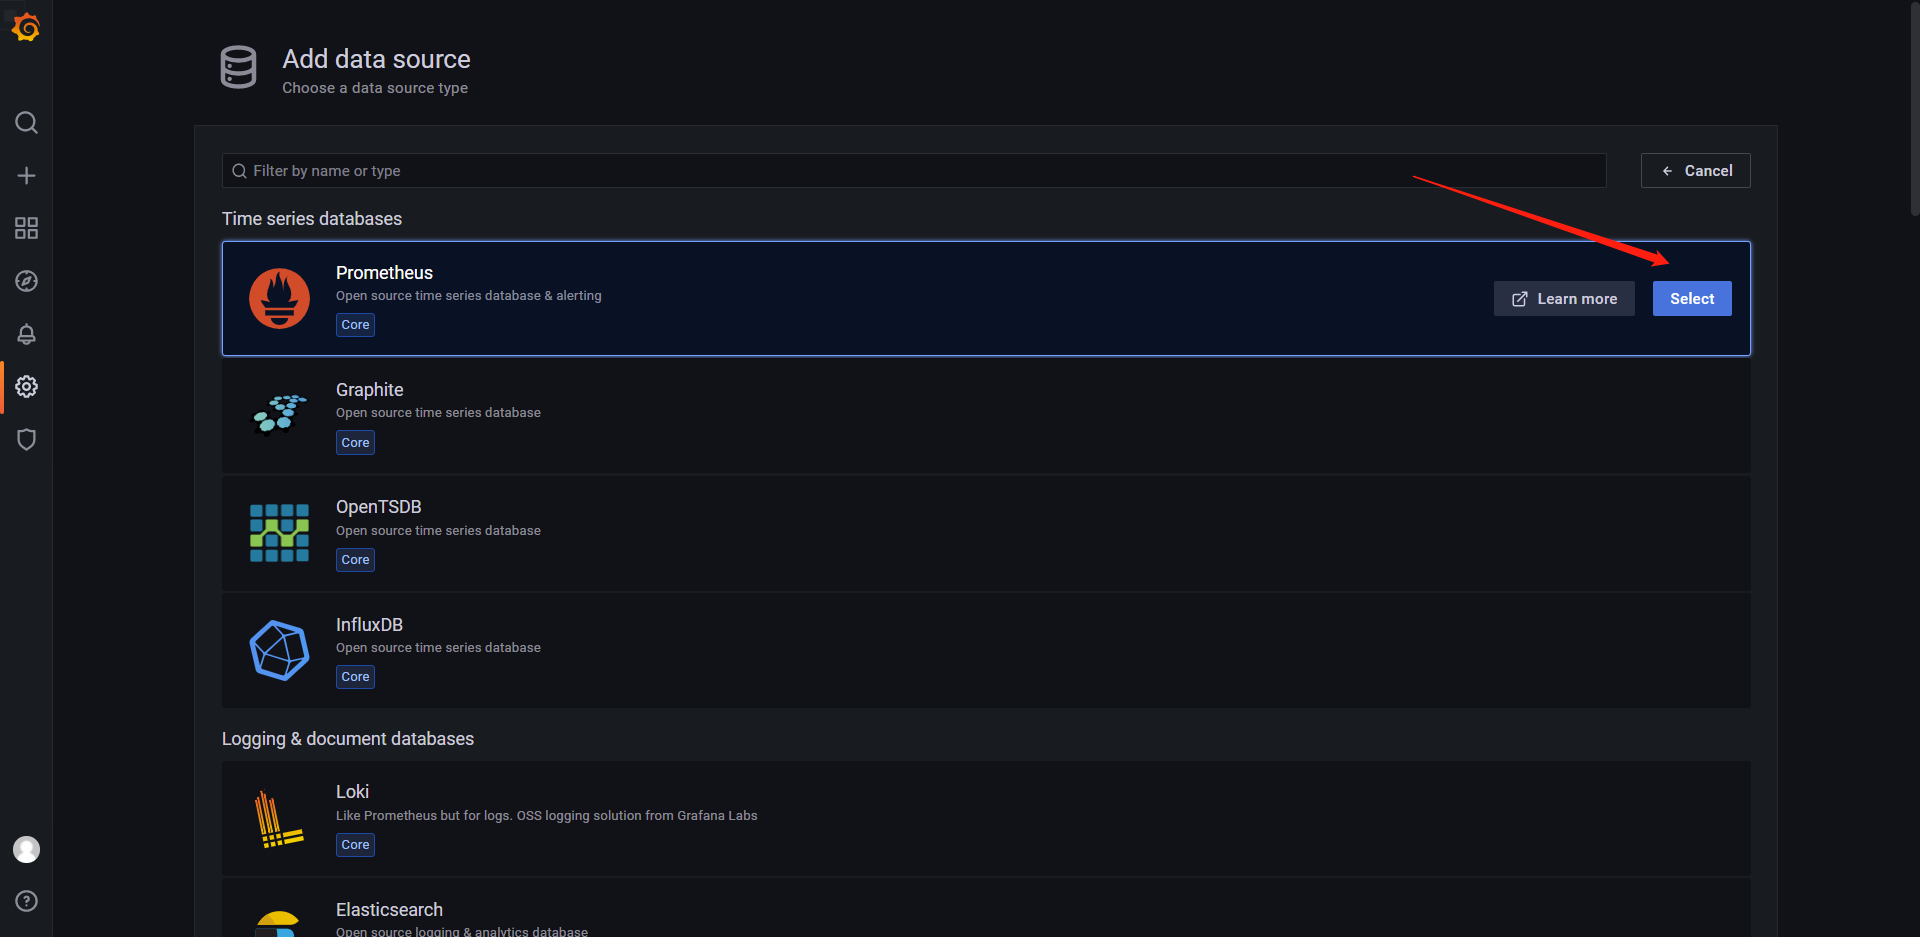 Add data source
Choose a data source type
Filter by name or type
Cancel
Time series databases
Prometheus
Open source time series database & alerting
Core
Learn more
Select
Graphite
Open source time series database
Core
OpenTSDB
Open source time series database
Core
InfluxDB
Open source time series database
Core
Logging & document databases
Loki
Like Prometheus but for logs. OSS logging solution from Grafana Labs
Core
Elasticsearch
Open source logging & analytics database